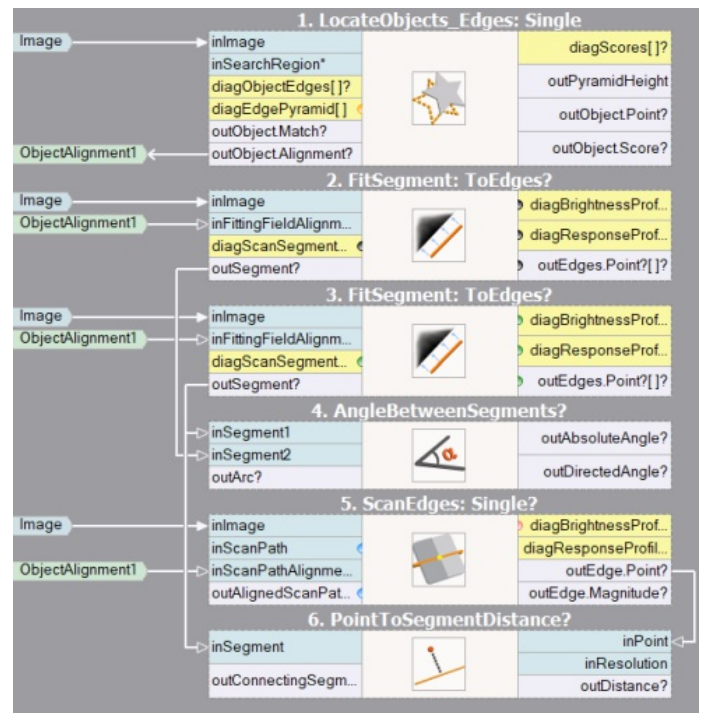 1. LocateObjects_Edges: Single
Image
inImage
diagScores[]?
inSearchRegion*
diagObjectEdges[]?
outPyramidHeight
diagEdgePyramid[]
outObject.Point?
outObject.Match?
ObjectAlignment1
outObject.Alignment?
outObject.Score?
2. FitSegment: ToEdges?
Image
inImage
diagBrightnessProf...
ObjectAlignment1
inFittingFieldAlignm...
diagResponseProf...
diagScanSegment...
outSegment?
outEdges.Point?[]?
3. FitSegment: ToEdges?
Image
inImage
diagBrightnessProf...
ObjectAlignment1
inFittingFieldAlignm...
diagResponseProf...
diagScanSegment...
outSegment?
outEdges.Point?[]?
4. AngleBetweenSegments?
inSegment1
outAbsoluteAngle?
inSegment2
α
outArc?
outDirectedAngle?
5. ScanEdges: Single?
Image
inImage
diagBrightnessProf...
inScanPath
diagResponseProfil...
ObjectAlignment1
inScanPathAlignme...
outEdge.Point?
outAlignedScanPat...
outEdge.Magnitude?
6. PointToSegmentDistance?
inSegment
inPoint
inResolution
outConnectingSegm...
outDistance?